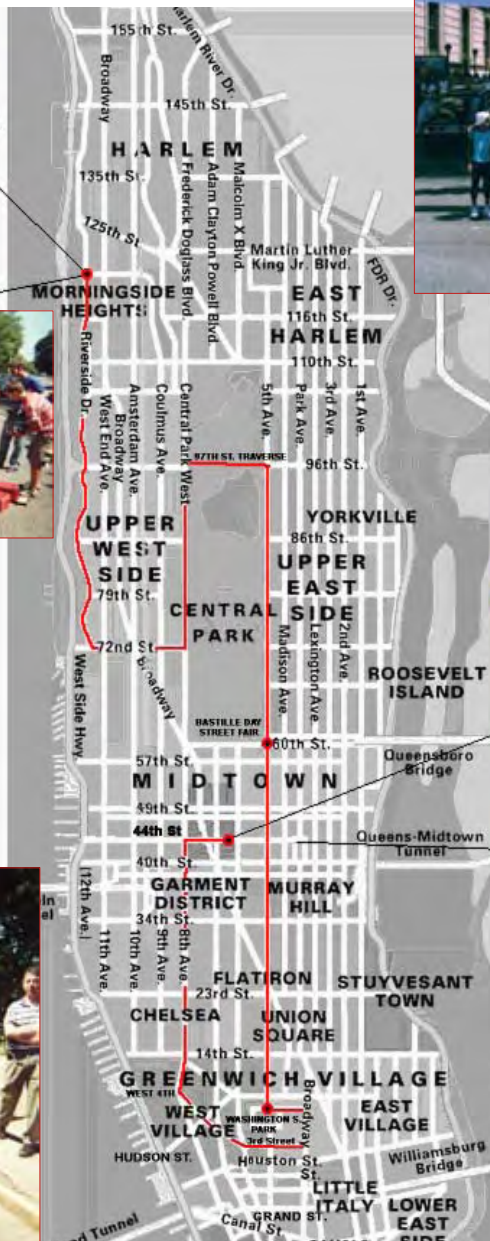 155th St.
Harlem River Dr.
Broadway
145th St.
HARLEM
135th St.
Frederick Doglass Blvd.
Adam Clayton Powell Blvd.
Malcolm X Blvd.
125th St.
Martin Luther
King Jr. Blvd.
FDR Dr.
MORNINGSIDE
HEIGHTS
EAST
HARLEM
116th St.
110th St.
Riverside Dr.
West End Ave.
Broadway
Amsterdam Ave.
Coulmus Ave.
Central Park West
5th Ave.
Park Ave.
3rd Ave.
1st Ave.
97TH ST. TRAVERSE
96th St.
YORKVILLE
UPPER
WEST
SIDE
86th St.
UPPER
EAST
SIDE
79th St.
CENTRAL
PARK
Madison Ave.
Lexington Ave.
2nd Ave.
72nd St.
Broadway
West Side Hwy.
ROOSEVELT
ISLAND
BASTILLE DAY
STREET FAIR
60th St.
57th St.
Queensboro
Bridge
MIDTOWN
49th St.
44th St
Queens-Midtown
Tunnel
40th St.
GARMENT
DISTRICT
MURRAY
HILL
(12th Ave.)
34th St.
11th Ave.
10th Ave.
9th Ave.
8th Ave.
FLATIRON
23rd St.
STUYVESANT
TOWN
CHELSEA
UNION
SQUARE
14th St.
GREENWICH VILLAGE
WEST 4TH
WEST
VILLAGE
WASHINGTON S.
PARK
Broadway
EAST
VILLAGE
3rd Street
HUDSON ST.
Houston St.
St.
Williamsburg
Bridge
LITTLE
ITALY
LOWER
EAST
SIDE
GRAND ST.
Canal St
nd Tunnel